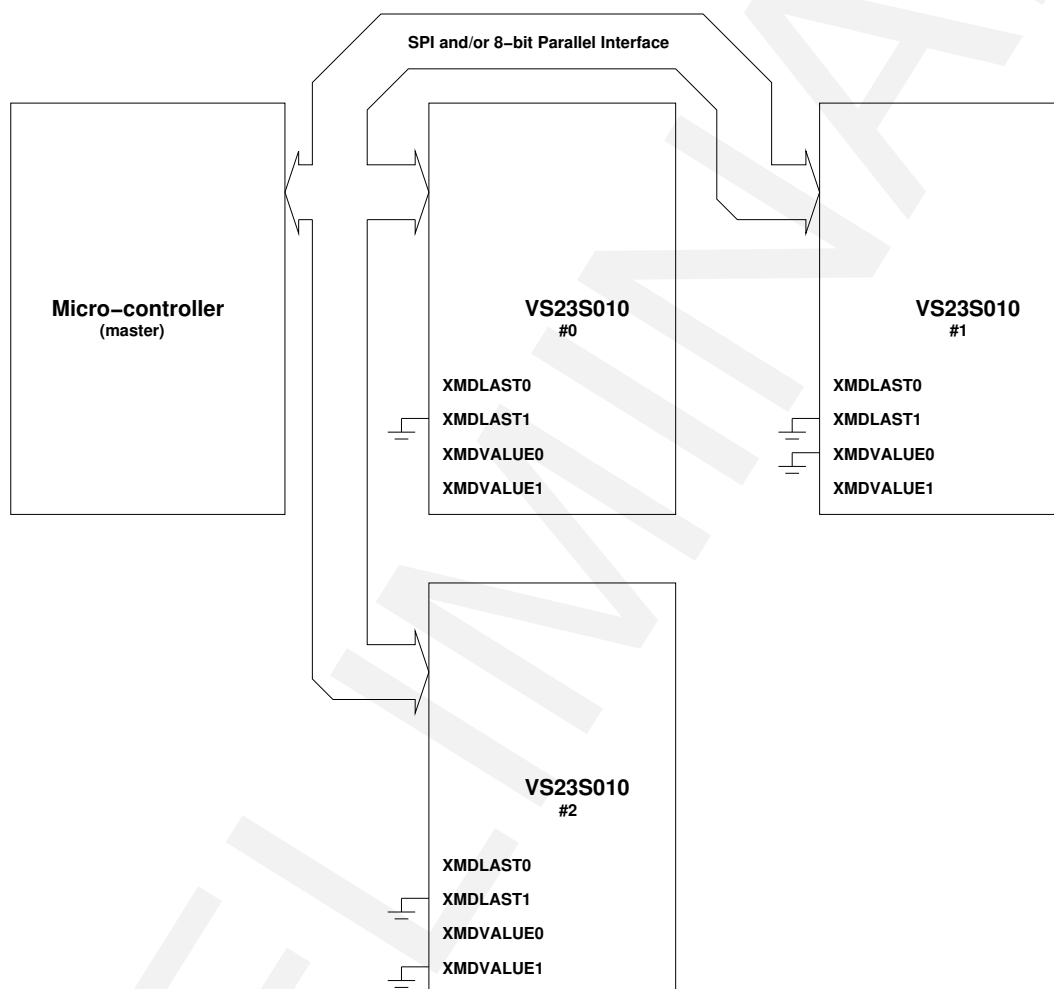 SPI and/or 8−bit Parallel Interface
Micro−controller
(master)
VS23S010
#0
XMDLAST0
XMDLAST1
XMDVALUE0
XMDVALUE1
VS23S010
#1
XMDLAST0
XMDLAST1
XMDVALUE0
XMDVALUE1
VS23S010
#2
XMDLAST0
XMDLAST1
XMDVALUE0
XMDVALUE1